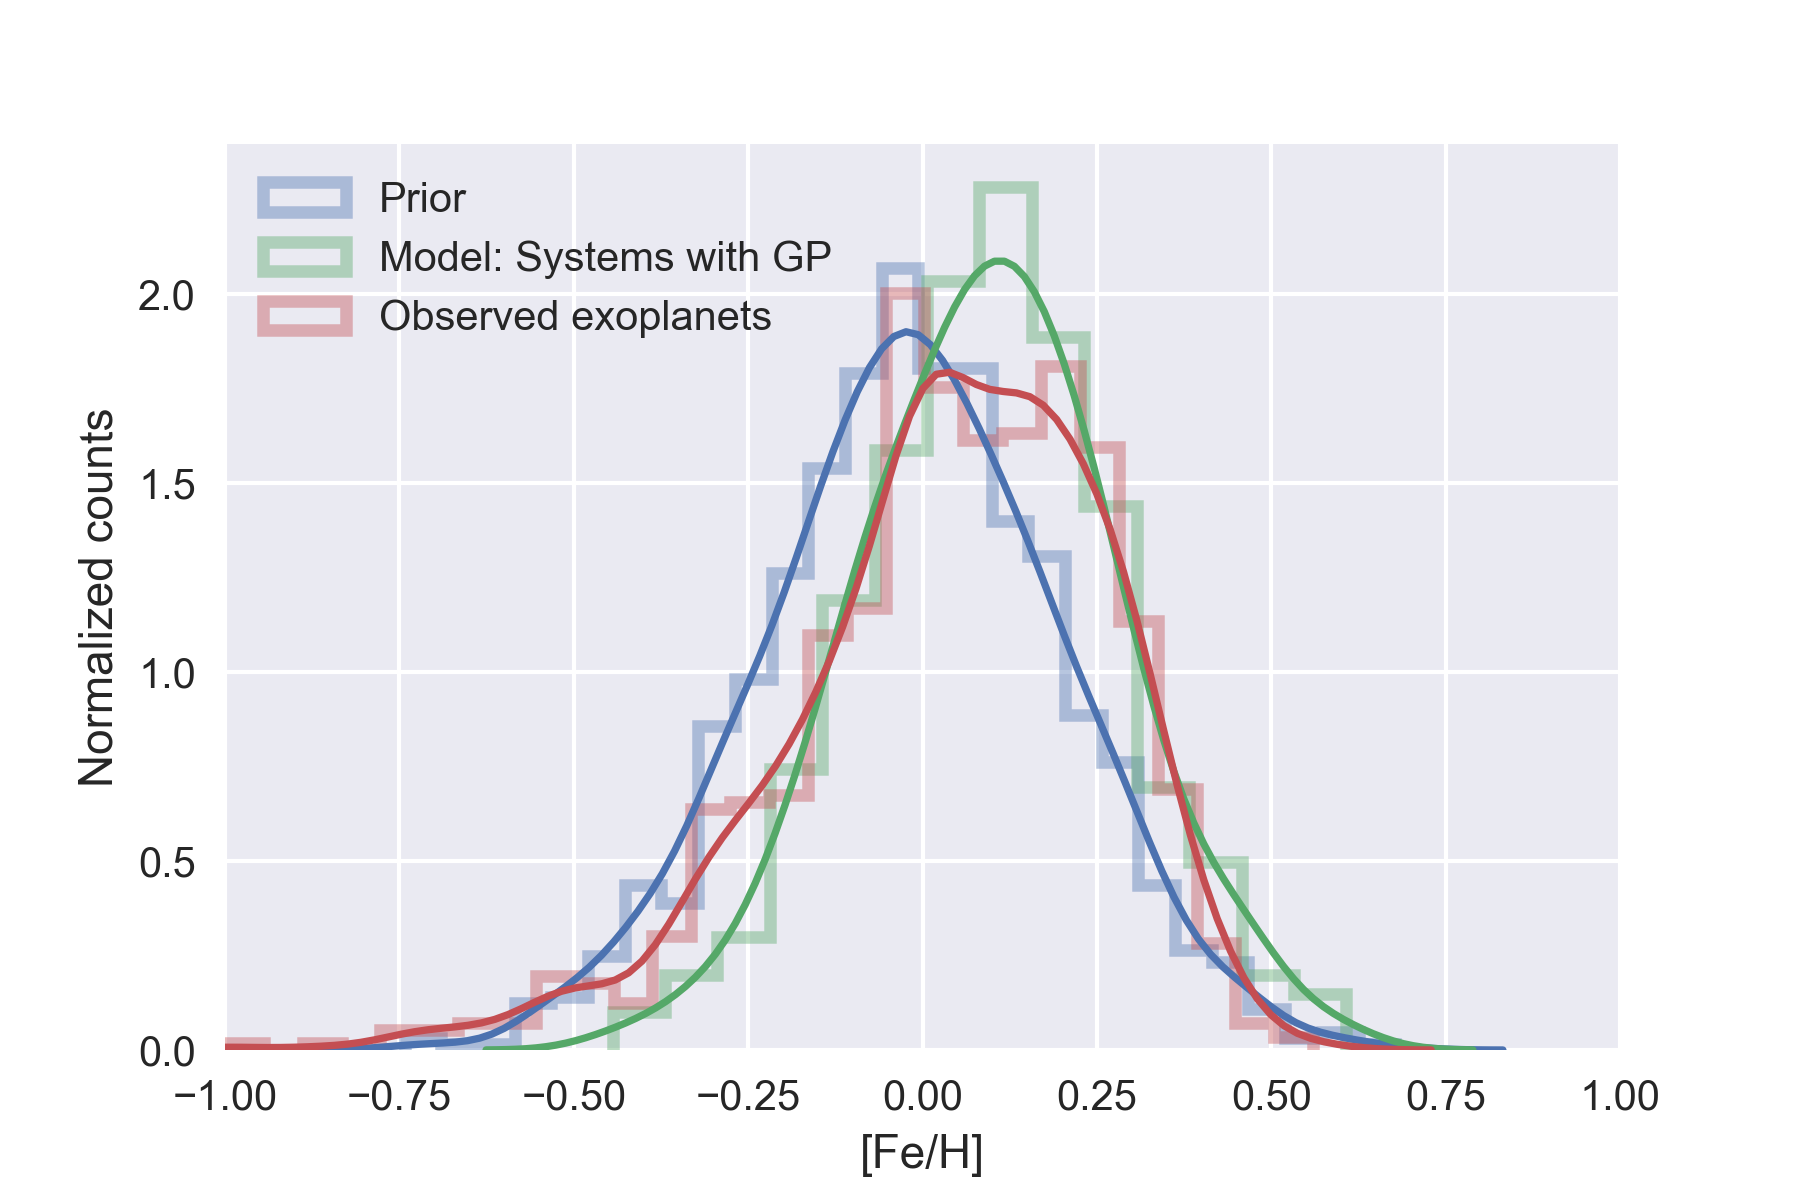 Prior
Model: Systems with GP
Observed exoplanets
2.0
1.5
1.0
0.5
0.0
Normalized counts
−1.00 −0.75 −0.50 −0.25 0.00 0.25 0.50 0.75 1.00
[Fe/H]